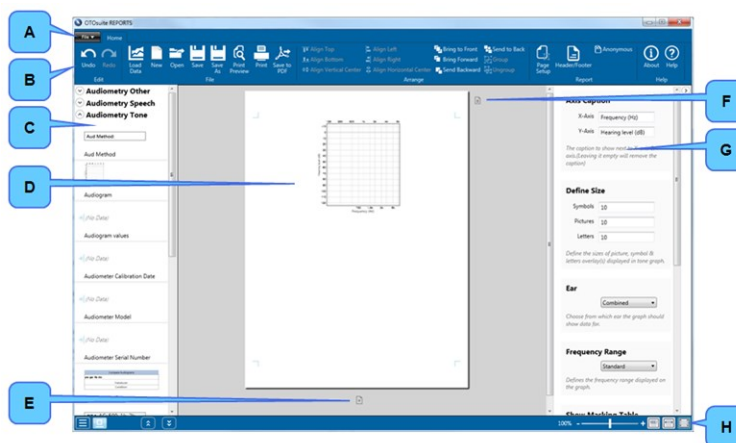 OTOsuite REPORTS
A
File
Home
B
Undo
Redo
Edit
Load Data
New
Open
Save
Save As
Print Preview
Print
Save to PDF
File
Align Top
Align Bottom
Align Vertical Center
Align Left
Align Right
Align Horizontal Center
Bring to Front
Bring Forward
Send Backward
Send to Back
Group
Ungroup
Arrange
Page Setup
Header/Footer
Anonymous
Report
About
Help
Help
C
Audiometry Other
Audiometry Speech
Audiometry Tone
Aud Method
Aud Method
Audiogram
(No Data)
Audiogram values
(No Data)
Audiometer Calibration Date
(No Data)
Audiometer Model
(No Data)
Audiometer Serial Number
D
Frequency (Hz)
E
F
G
Axis Caption
X-Axis Frequency (Hz)
Y-Axis Hearing level (dB)
The caption to show next to
axis.(Leaving it empty will remove the
caption)
Define Size
Symbols 10
Pictures 10
Letters 10
Define the sizes of picture, symbol &
letters overlay(s) displayed in tone graph.
Ear
Combined
Choose from which ear the graph should
show data for.
Frequency Range
Standard
Defines the frequency range displayed on
the graph.
Show Masking Table
100%
H